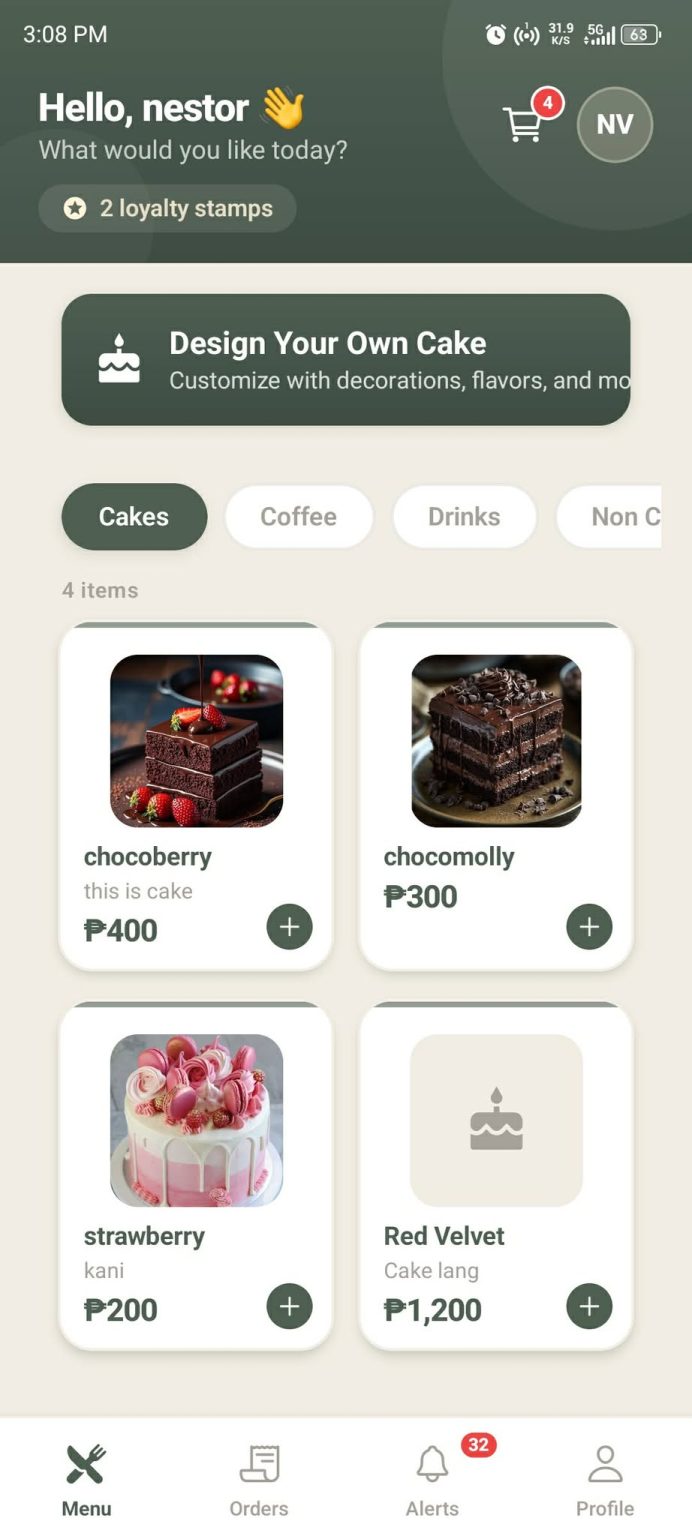 3:08 PM
1
31.9
K/S
5G
63
Hello, nestor 👋
4
NV
What would you like today?
2 loyalty stamps
Design Your Own Cake
Customize with decorations, flavors, and mo
Cakes
Coffee
Drinks
Non C
4 items
chocoberry
this is cake
₱400
chocomolly
₱300
strawberry
kani
₱200
Red Velvet
Cake lang
₱1,200
32
Menu
Orders
Alerts
Profile